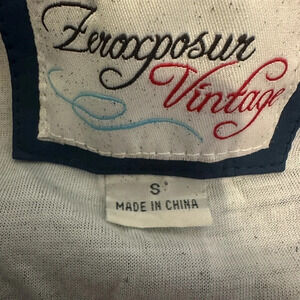 Zeroxposur
Vintage
S
MADE IN CHINA